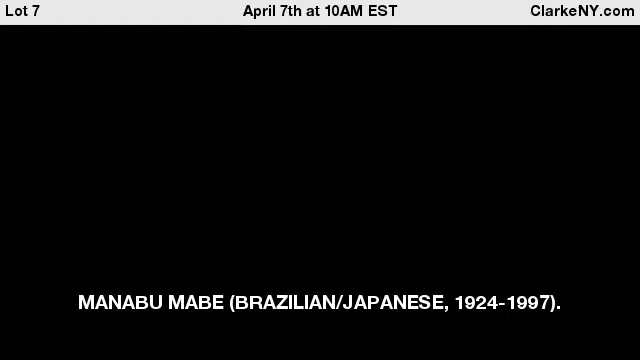 Lot 7
April 7th at 10AM EST
ClarkeNY.com
MANABU MABE (BRAZILIAN/JAPANESE, 1924-1997).